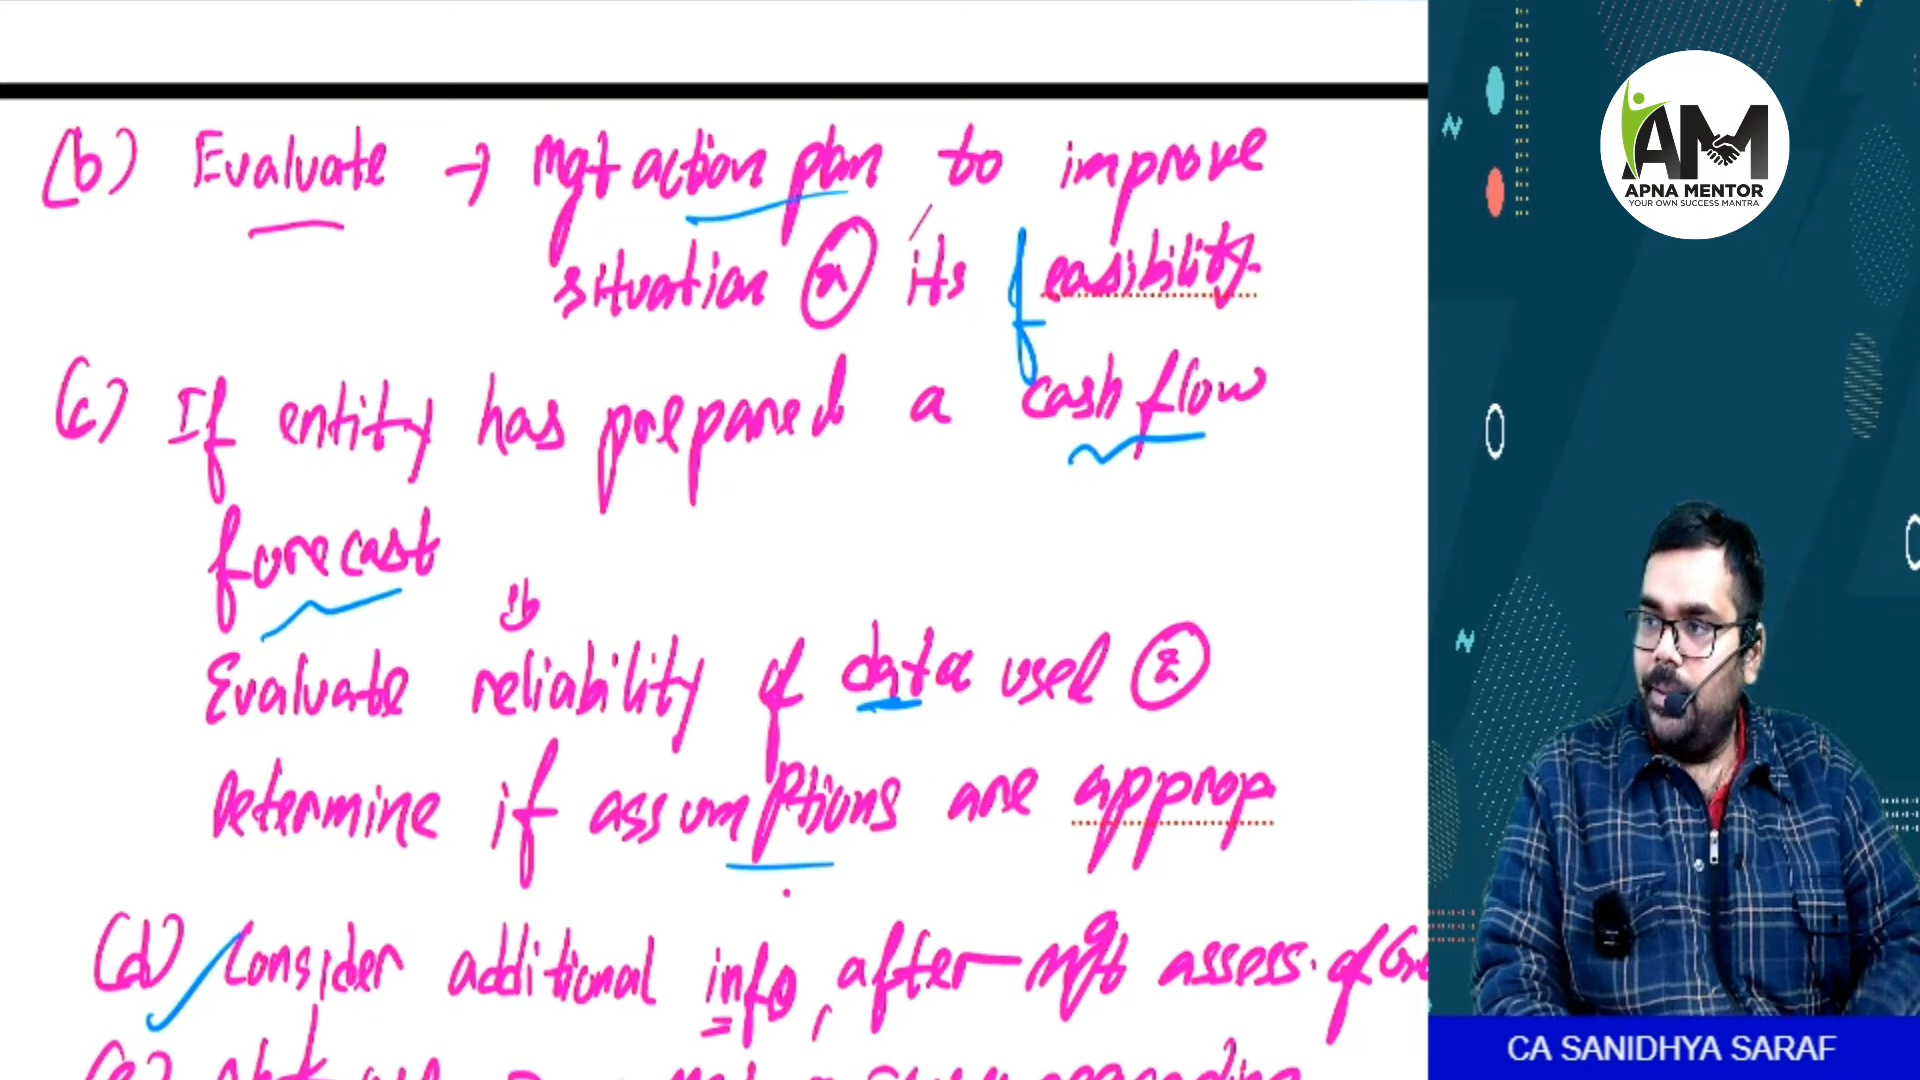 (b) Evaluate → Mgt action plan to improve
situation & its feasibility.
(c) If entity has prepared a cash flow
forecast
Evaluate reliability of data used &
Determine if assumptions are approp.
(d) Consider additional info, after mgt assess. of
(e)
AM
APNA MENTOR
YOUR OWN SUCCESS MANTRA
CA SANIDHYA SARAF